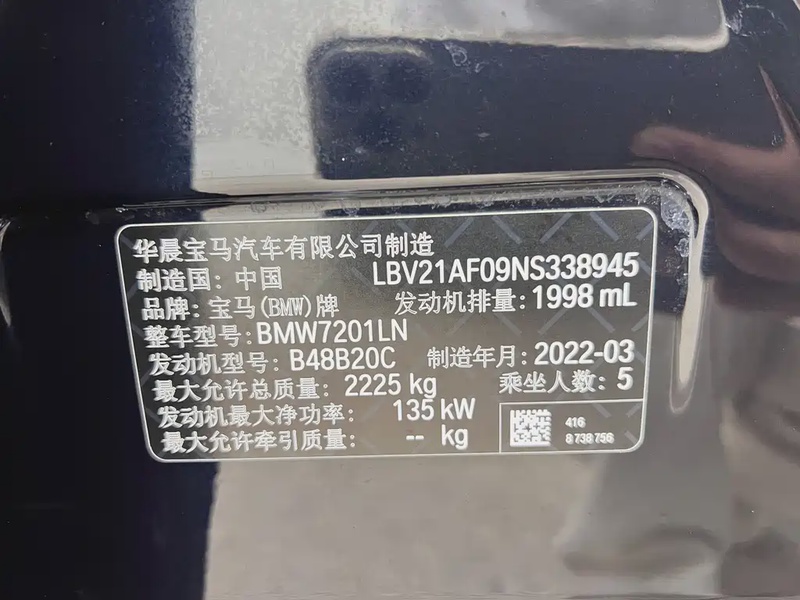 华晨宝马汽车有限公司制造
制造国: 中国 LBV21AF09NS338945
品牌: 宝马(BMW)牌 发动机排量: 1998 mL
整车型号: BMW7201LN
发动机型号: B48B20C 制造年月: 2022-03
最大允许总质量: 2225 kg 乘坐人数: 5
发动机最大净功率: 135 kW
最大允许牵引质量: -- kg
416
8 738 756